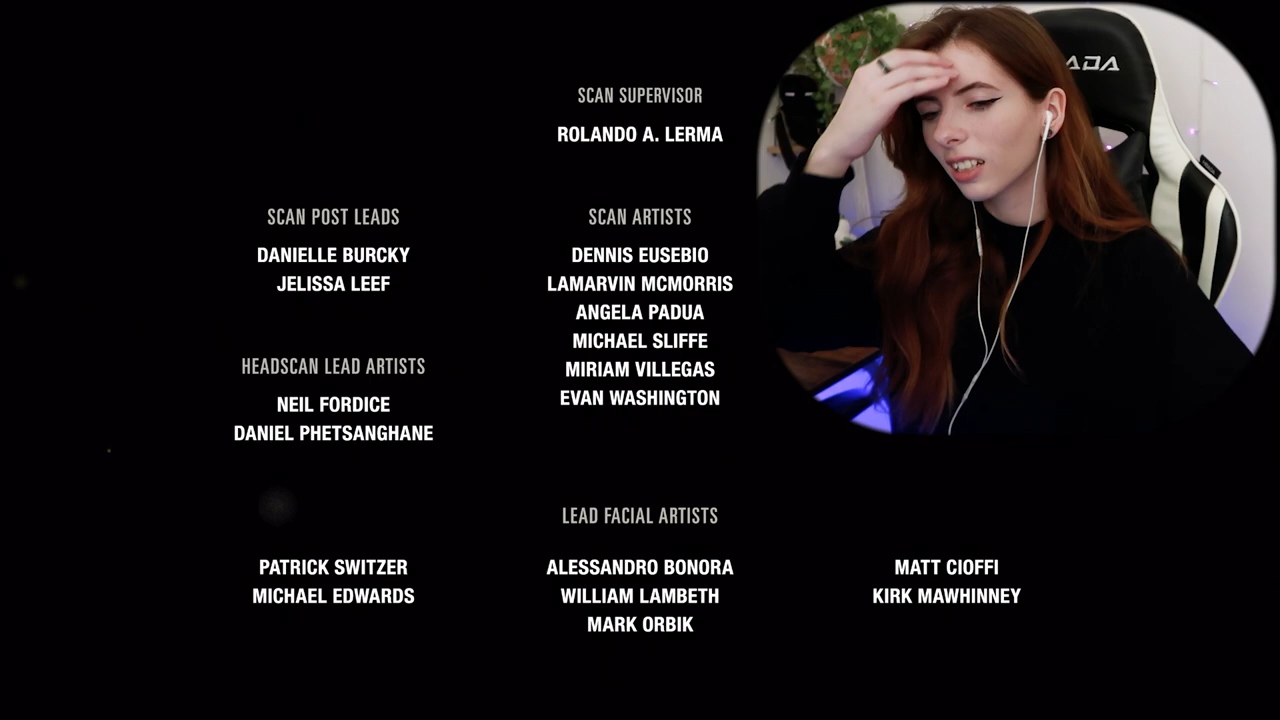 SCAN SUPERVISOR
ROLANDO A. LERMA
SCAN POST LEADS
DANIELLE BURCKY
JELISSA LEEF
SCAN ARTISTS
DENNIS EUSEBIO
LAMARVIN MCMORRIS
ANGELA PADUA
MICHAEL SLIFFE
MIRIAM VILLEGAS
EVAN WASHINGTON
HEADSCAN LEAD ARTISTS
NEIL FORDICE
DANIEL PHETSANGHANE
LEAD FACIAL ARTISTS
PATRICK SWITZER
MICHAEL EDWARDS
ALESSANDRO BONORA
WILLIAM LAMBETH
MARK ORBIK
MATT CIOFFI
KIRK MAWHINNEY